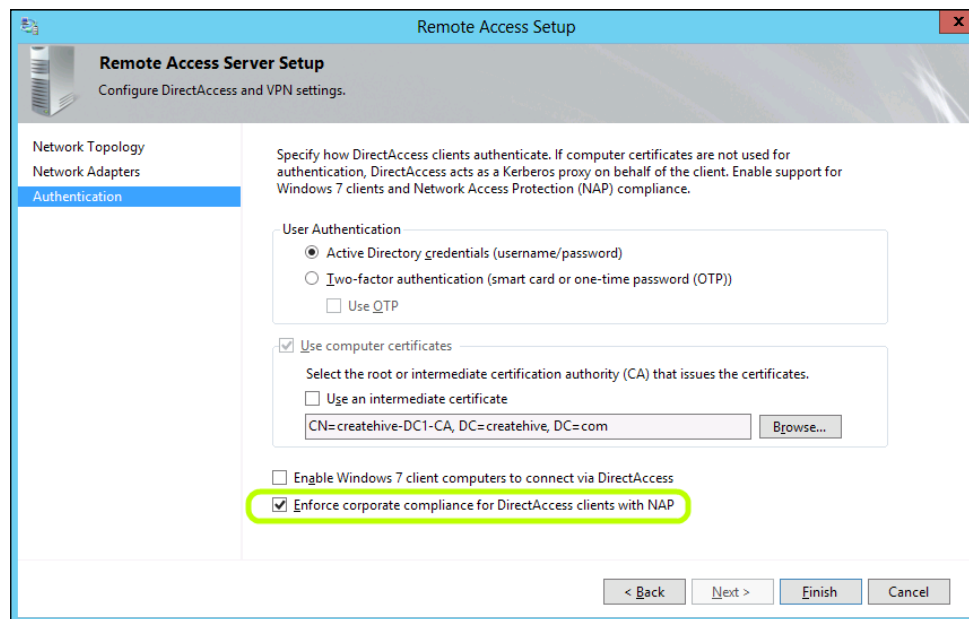 Remote Access Setup
x
Remote Access Server Setup
Configure DirectAccess and VPN settings.
Network Topology
Network Adapters
Authentication
Specify how DirectAccess clients authenticate. If computer certificates are not used for
authentication, DirectAccess acts as a Kerberos proxy on behalf of the client. Enable support for
Windows 7 clients and Network Access Protection (NAP) compliance.
User Authentication
Active Directory credentials (username/password)
Two-factor authentication (smart card or one-time password (OTP))
Use OTP
Use computer certificates
Select the root or intermediate certification authority (CA) that issues the certificates.
Use an intermediate certificate
CN=createhive-DC1-CA, DC=createhive, DC=com
Browse...
Enable Windows 7 client computers to connect via DirectAccess
Enforce corporate compliance for DirectAccess clients with NAP
< Back
Next >
Finish
Cancel